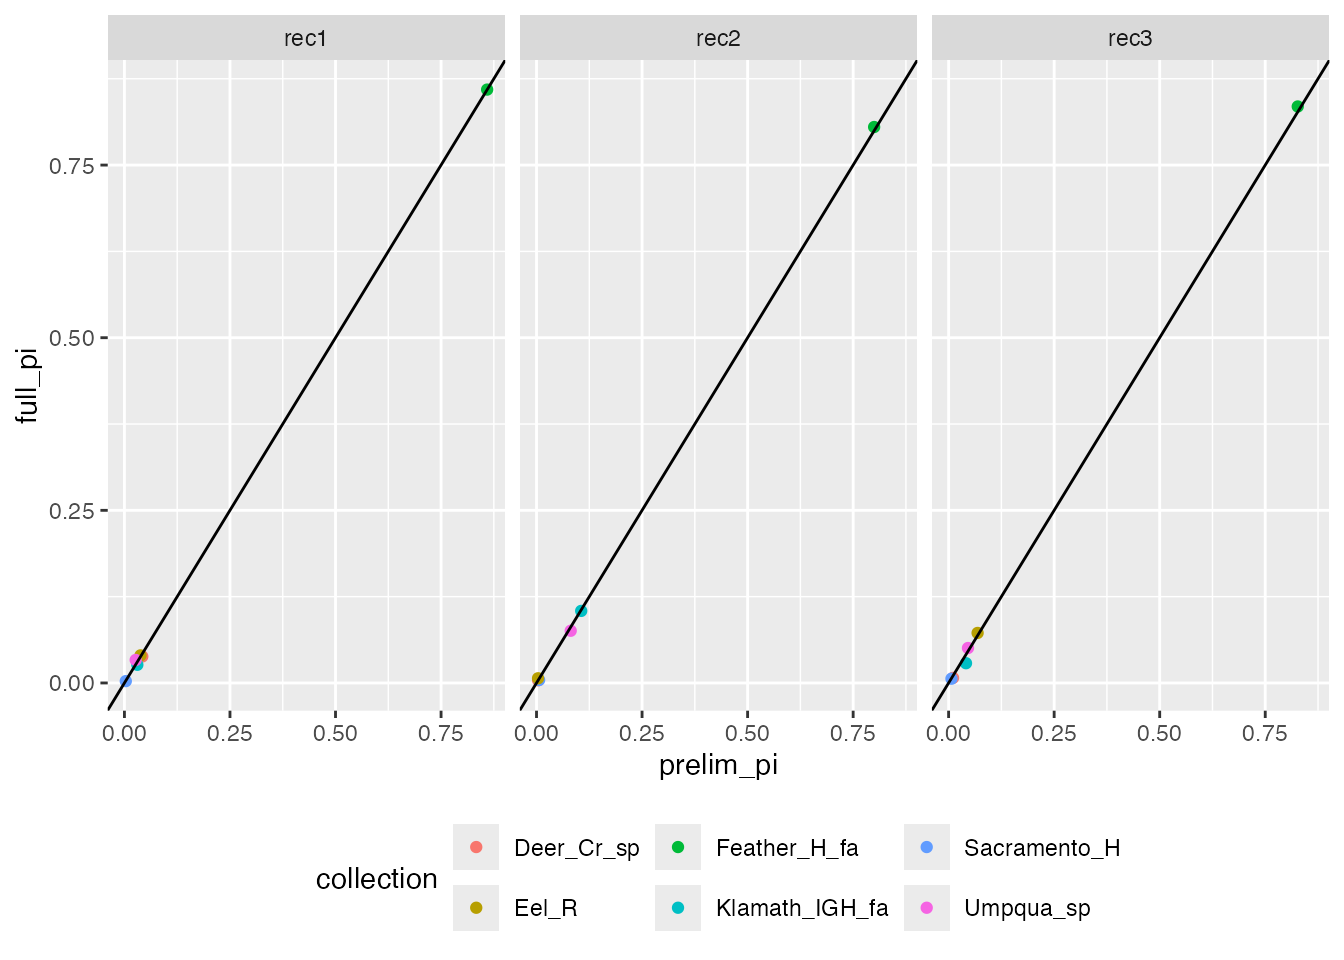 rec1 rec2 rec3
full_pi
0.75
0.50
0.25
0.00
0.00 0.25 0.50 0.75 0.00 0.25 0.50 0.75 0.00 0.25 0.50 0.75
prelim_pi
collection
Deer_Cr_sp Feather_H_fa Sacramento_H
Eel_R Klamath_IGH_fa Umpqua_sp